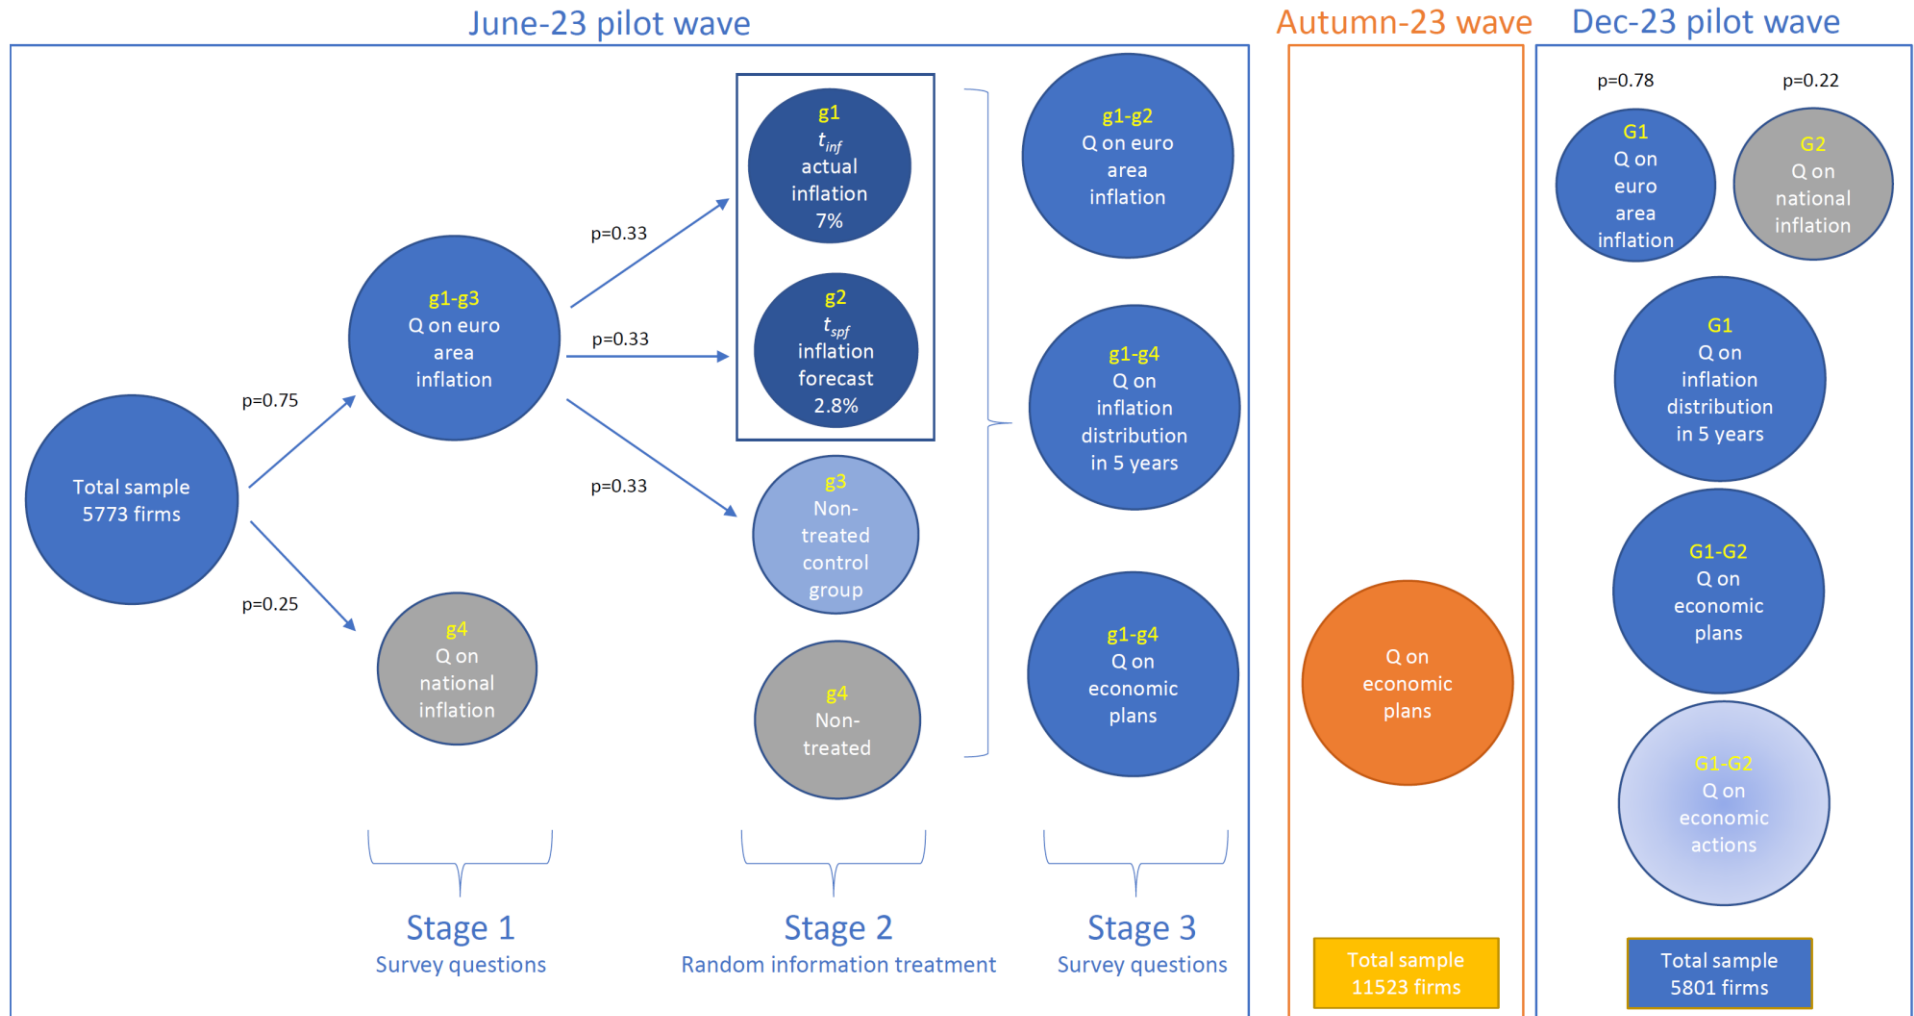 June-23 pilot wave
Total sample
5773 firms
p=0.75
p=0.25
g1-g3
Q on euro
area
inflation
g4
Q on
national
inflation
p=0.33
p=0.33
p=0.33
g1
t_inf
actual
inflation
7%
g2
t_spf
inflation
forecast
2.8%
g3
Non-
treated
control
group
g4
Non-
treated
g1-g2
Q on euro
area
inflation
g1-g4
Q on
inflation
distribution
in 5 years
g1-g4
Q on
economic
plans
Stage 1
Survey questions
Stage 2
Random information treatment
Stage 3
Survey questions
Autumn-23 wave
Q on
economic
plans
Total sample
11523 firms
Dec-23 pilot wave
p=0.78
p=0.22
G1
Q on
euro
area
inflation
G2
Q on
national
inflation
G1
Q on
inflation
distribution
in 5 years
G1-G2
Q on
economic
plans
G1-G2
Q on
economic
actions
Total sample
5801 firms